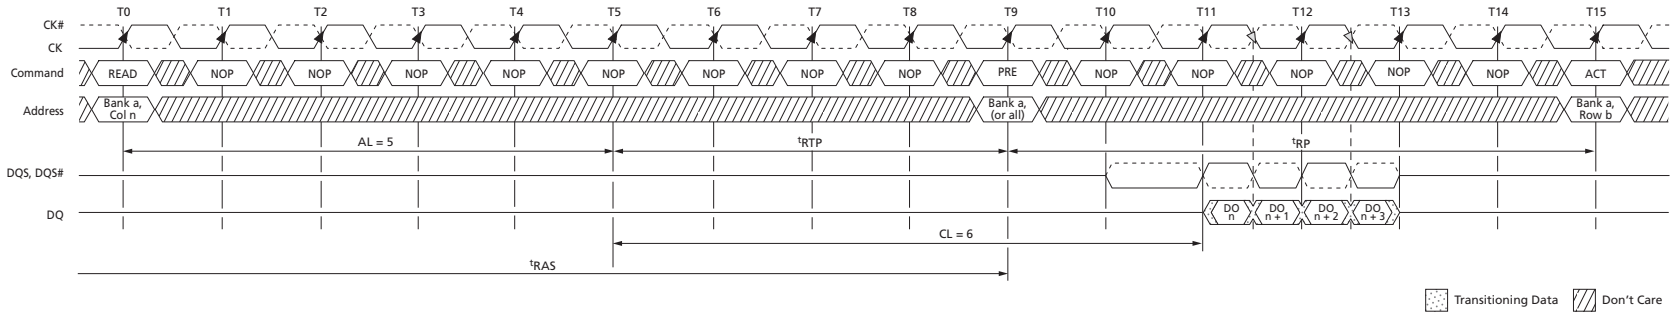 T0 T1 T2 T3 T4 T5 T6 T7 T8 T9 T10 T11 T12 T13 T14 T15
CK#
CK
Command READ NOP NOP NOP NOP NOP NOP NOP NOP PRE NOP NOP NOP NOP NOP ACT
Address Bank a, Col n Bank a, (or all) Bank a, Row b
AL = 5 tRTP tRP
DQS, DQS#
DQ DO n DO n + 1 DO n + 2 DO n + 3
CL = 6
tRAS
Transitioning Data Don't Care